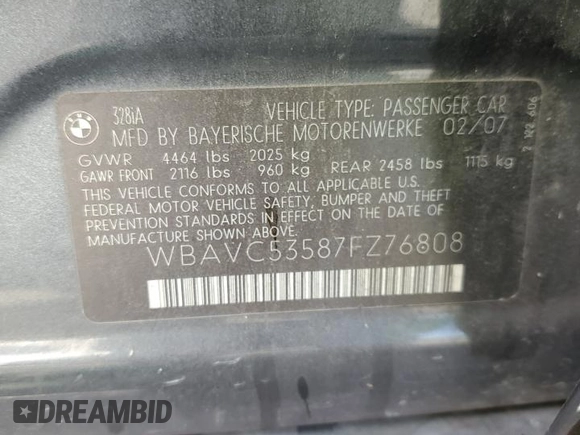 BMW
328iA
VEHICLE TYPE: PASSENGER CAR
MFD BY BAYERISCHE MOTORENWERKE 02/07
GVWR 4464 lbs 2025 kg
GAWR FRONT 2116 lbs 960 kg REAR 2458 lbs 1115 kg
THIS VEHICLE CONFORMS TO ALL APPLICABLE U.S.
FEDERAL MOTOR VEHICLE SAFETY, BUMPER AND THEFT
PREVENTION STANDARDS IN EFFECT ON THE DATE OF
MANUFACTURE SHOWN ABOVE.
WBAVC53587FZ76808
DREAMBID